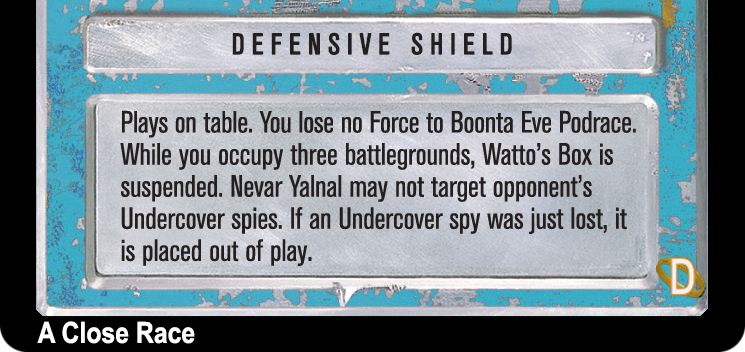 DEFENSIVE SHIELD
Plays on table. You lose no Force to Boonta Eve Podrace.
While you occupy three battlegrounds, Watto's Box is
suspended. Nevar Yalnal may not target opponent's
Undercover spies. If an Undercover spy was just lost, it
is placed out of play.
D
A Close Race